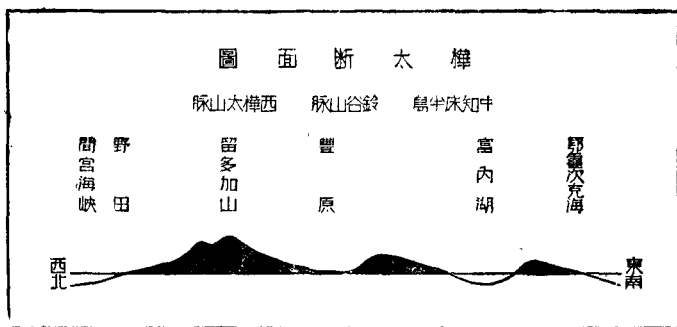 樺太断面圖
中知床半島
鈴谷山脈
西樺太山脈
鄂霍次克海
富内湖
豐原
留多加山
野田
間宮海峡
東南
西北